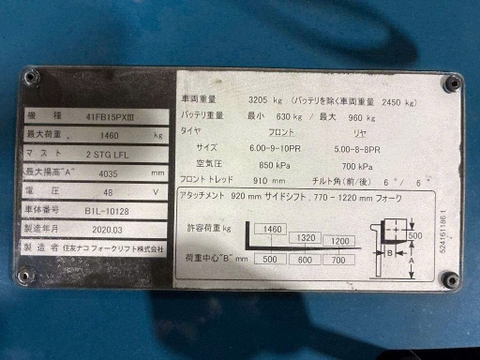 機 種 41FB15PXⅢ
最大荷重 1460 kg
マスト 2 STG LFL
最大揚高"A" 4035 mm
電 圧 48 V
車体番号 B1L-10128
製造年月 2020.03
製造者 住友ナコ フォークリフト株式会社
車両重量 3205 kg (バッテリを除く車両重量 2450 kg)
バッテリ重量 最小 630 kg / 最大 960 kg
タイヤ フロント リヤ
サイズ 6.00-9-10PR 5.00-8-8PR
空気圧 850 kPa 700 kPa
フロントトレッド 910 mm チルト角(前/後) 6°/ 6°
アタッチメント 920 mm サイドシフト, 770 - 1220 mm フォーク
許容荷重 kg 1460 1320 1200
荷重中心"B" mm 500 600 700
500
B
A
524161186 1